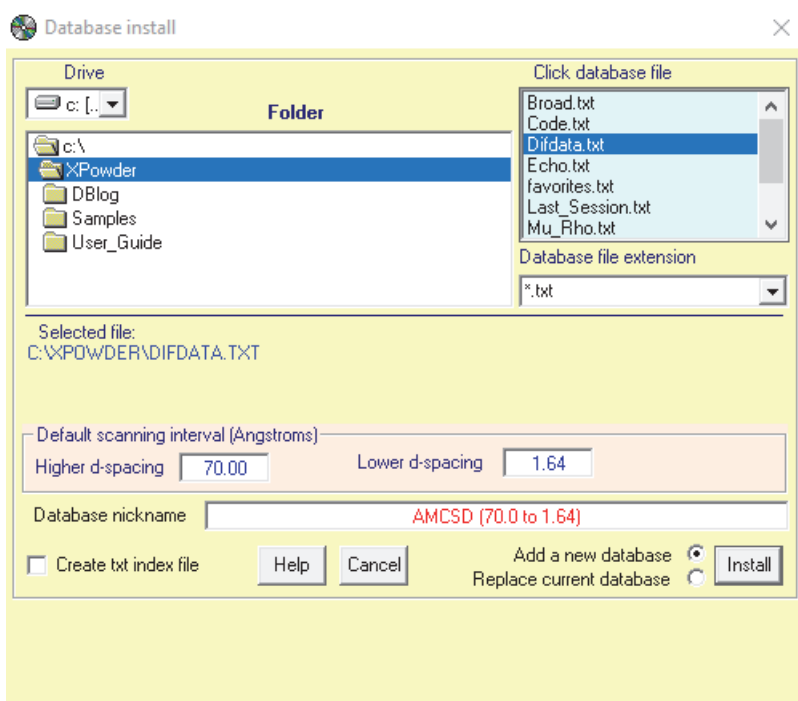 Database install
Drive
c: [..
Folder
c:\
XPowder
DBlog
Samples
User_Guide
Click database file
Broad.txt
Code.txt
Difdata.txt
Echo.txt
favorites.txt
Last_Session.txt
Mu_Rho.txt
Database file extension
*.txt
Selected file:
C:\XPOWDER\DIFDATA.TXT
Default scanning interval (Angstroms)
Higher d-spacing 70.00 Lower d-spacing 1.64
Database nickname AMCSD (70.0 to 1.64)
Create txt index file Help Cancel Add a new database Install
Replace current database